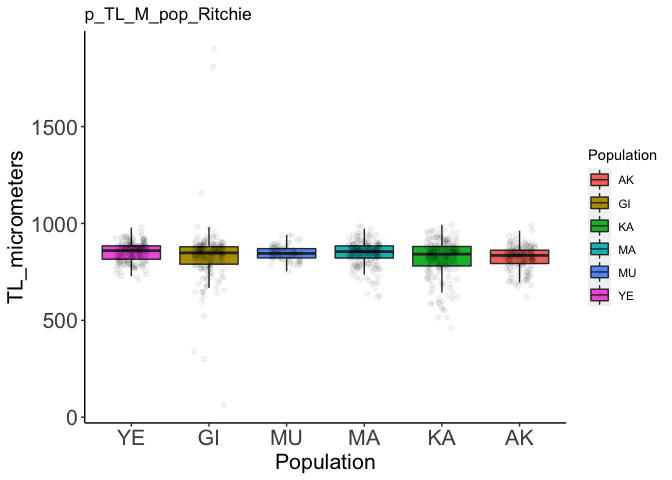 p_TL_M_pop_Ritchie
TL_micrometers
1500
1000
500
0
YE GI MU MA KA AK
Population
Population
AK
GI
KA
MA
MU
YE